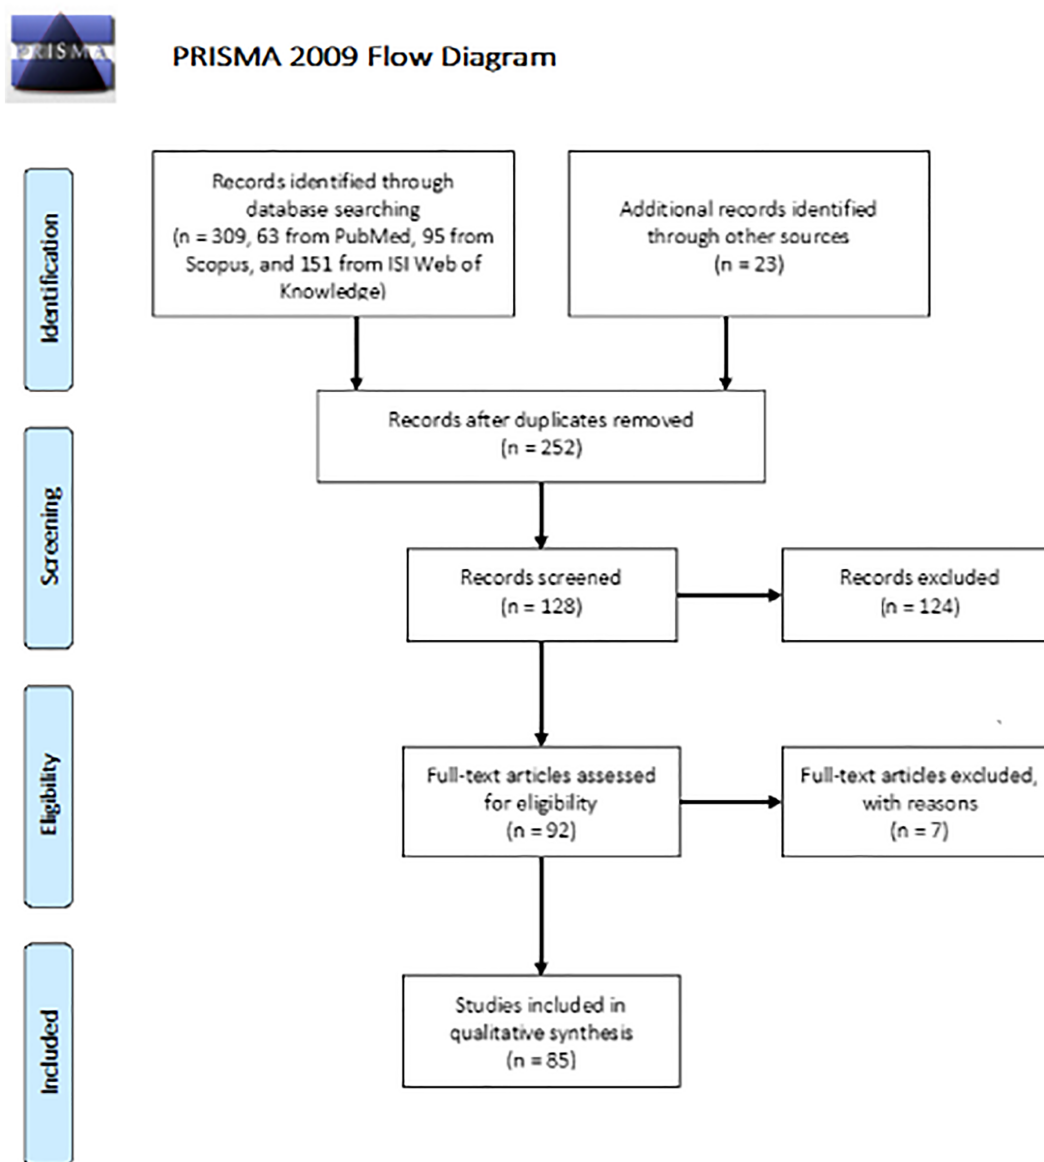 PRISMA
PRISMA 2009 Flow Diagram
Identification
Records identified through
database searching
(n = 309, 63 from PubMed, 95 from
Scopus, and 151 from ISI Web of
Knowledge)
Additional records identified
through other sources
(n = 23)
Records after duplicates removed
(n = 252)
Screening
Records screened
(n = 128)
Records excluded
(n = 124)
Eligibility
Full-text articles assessed
for eligibility
(n = 92)
Full-text articles excluded,
with reasons
(n = 7)
Included
Studies included in
qualitative synthesis
(n = 85)